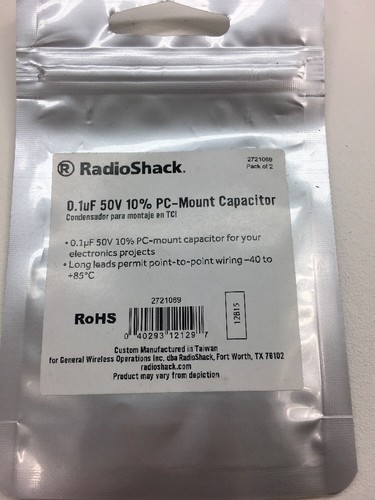 ® RadioShack.
2721069
Pack of 2
0.1uF 50V 10% PC-Mount Capacitor
Condensador para montaje en TCI
• 0.1µF 50V 10% PC-mount capacitor for your
electronics projects
• Long leads permit point-to-point wiring –40 to
+85°C
2721069
RoHS
0 40293 12129 7
12B15
Custom Manufactured in Taiwan
for General Wireless Operations Inc. dba RadioShack, Fort Worth, TX 76102
radioshack.com
Product may vary from depiction